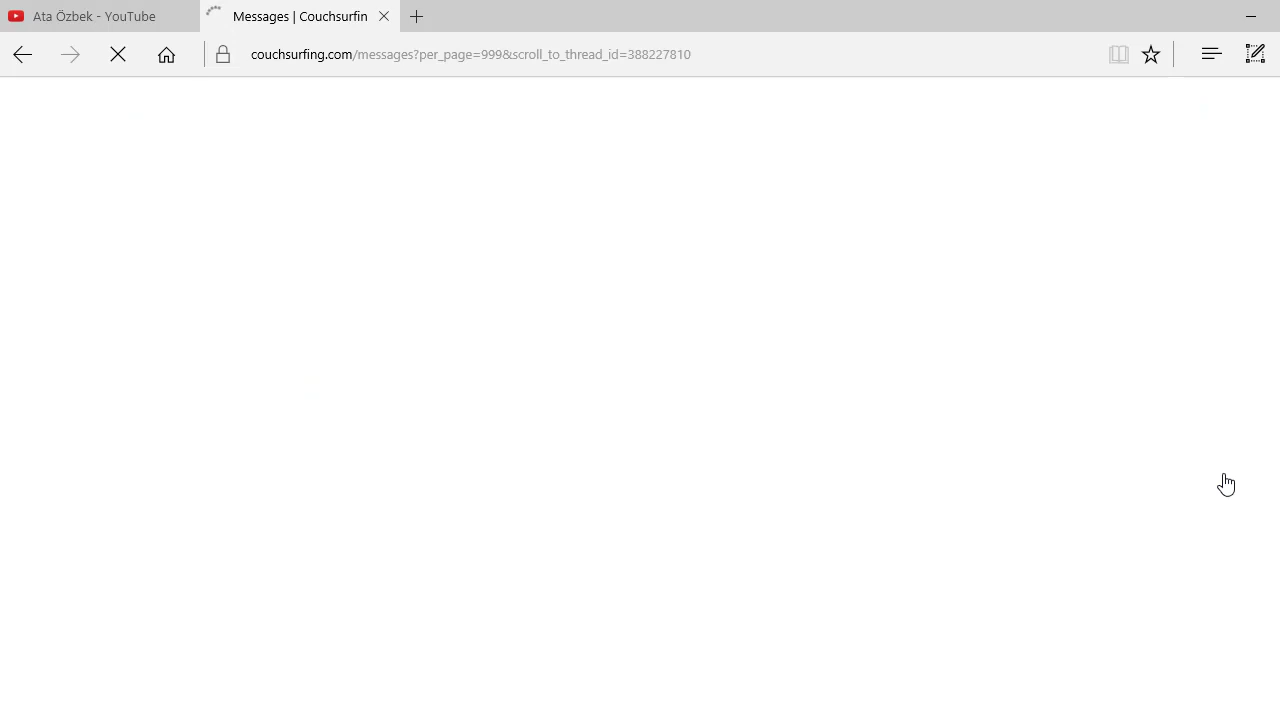 Ata Özbek - YouTube
Messages | Couchsurfin
couchsurfing.com/messages?per_page=999&scroll_to_thread_id=388227810